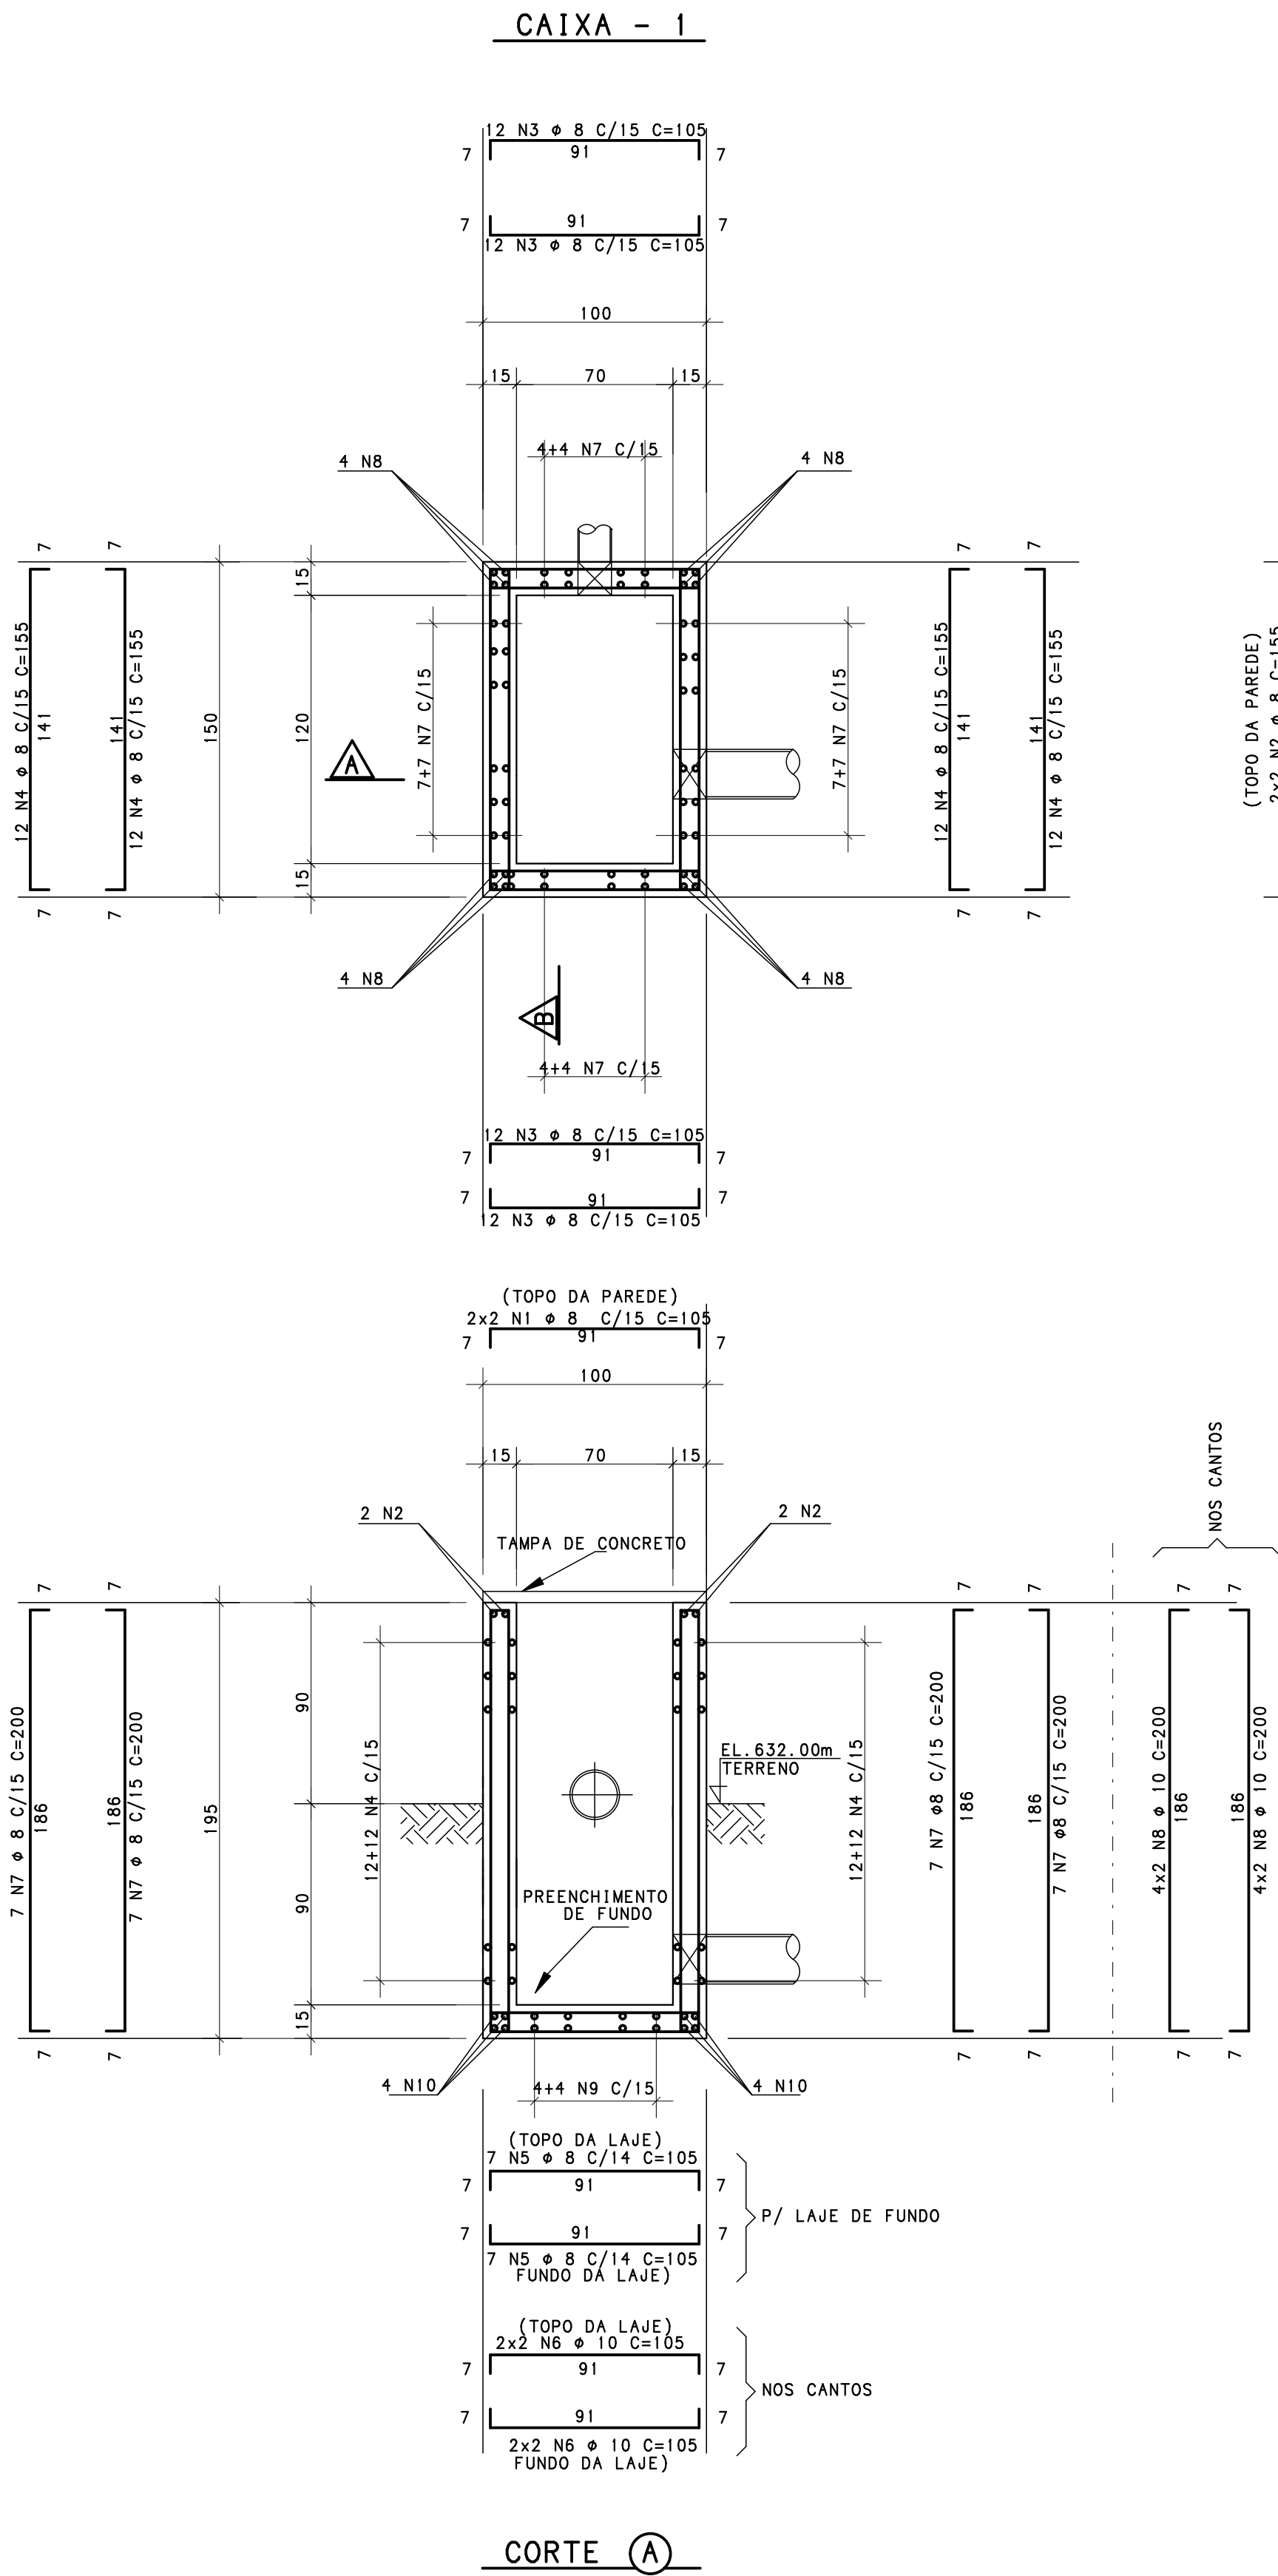 CAIXA - 1
12 N3 φ 8 C/15 C=105
7
91
7
7
91
7
12 N3 φ 8 C/15 C=105
100
15
70
15
4+4 N7 C/15
4 N8
4 N8
7
7
7
7
12 N4 φ 8 C/15 C=155
141
141
12 N4 φ 8 C/15 C=155
150
15
120
15
7+7 N7 C/15
A
7+7 N7 C/15
12 N4 φ 8 C/15 C=155
141
141
12 N4 φ 8 C/15 C=155
(TOPO DA PAREDE)
2x2 N2 φ 8 C=155
7
7
7
7
4 N8
4 N8
B
4+4 N7 C/15
12 N3 φ 8 C/15 C=105
7
91
7
7
91
7
12 N3 φ 8 C/15 C=105
(TOPO DA PAREDE)
2x2 N1 φ 8 C/15 C=105
7
91
7
100
15
70
15
NOS CANTOS
2 N2
2 N2
TAMPA DE CONCRETO
7
7
7
7
7
7
7 N7 φ 8 C/15 C=200
186
186
7 N7 φ 8 C/15 C=200
195
90
90
15
12+12 N4 C/15
EL.632.00m
TERRENO
12+12 N4 C/15
PREENCHIMENTO
DE FUNDO
7 N7 φ8 C/15 C=200
186
186
7 N7 φ8 C/15 C=200
4x2 N8 φ 10 C=200
186
186
4x2 N8 φ 10 C=200
7
7
7
7
7
7
4 N10
4+4 N9 C/15
4 N10
(TOPO DA LAJE)
7 N5 φ 8 C/14 C=105
7
91
7
P/ LAJE DE FUNDO
7
91
7
7 N5 φ 8 C/14 C=105
FUNDO DA LAJE)
(TOPO DA LAJE)
2x2 N6 φ 10 C=105
7
91
7
NOS CANTOS
7
91
7
2x2 N6 φ 10 C=105
FUNDO DA LAJE)
CORTE A